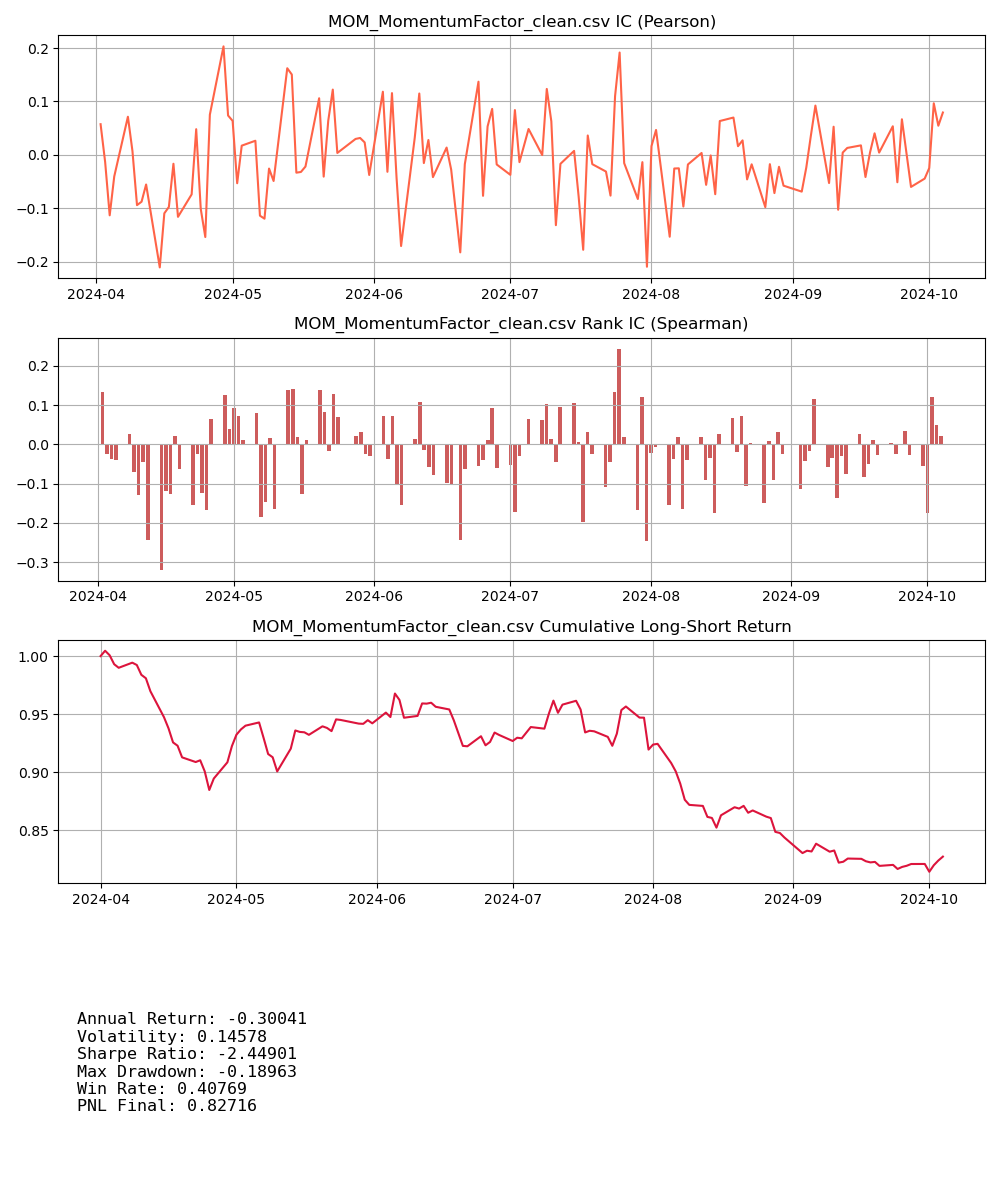 MOM_MomentumFactor_clean.csv IC (Pearson)
0.2
0.1
0.0
−0.1
−0.2
2024-04 2024-05 2024-06 2024-07 2024-08 2024-09 2024-10
MOM_MomentumFactor_clean.csv Rank IC (Spearman)
0.2
0.1
0.0
−0.1
−0.2
−0.3
2024-04 2024-05 2024-06 2024-07 2024-08 2024-09 2024-10
MOM_MomentumFactor_clean.csv Cumulative Long-Short Return
1.00
0.95
0.90
0.85
2024-04 2024-05 2024-06 2024-07 2024-08 2024-09 2024-10
Annual Return: -0.30041
Volatility: 0.14578
Sharpe Ratio: -2.44901
Max Drawdown: -0.18963
Win Rate: 0.40769
PNL Final: 0.82716